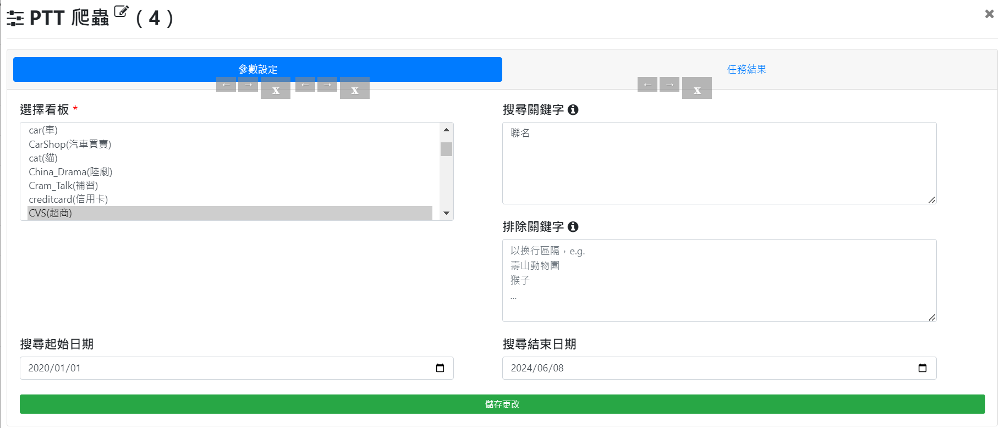 PTT 爬蟲 ( 4 )
×
參數設定
任務結果
← → x ← → x
← → x
選擇看板 *
car(車)
CarShop(汽車買賣)
cat(貓)
China_Drama(陸劇)
Cram_Talk(補習)
creditcard(信用卡)
CVS(超商)
搜尋關鍵字
聯名
排除關鍵字
以換行區隔，e.g.
壽山動物園
猴子
...
搜尋起始日期
2020/01/01
搜尋結束日期
2024/06/08
儲存更改